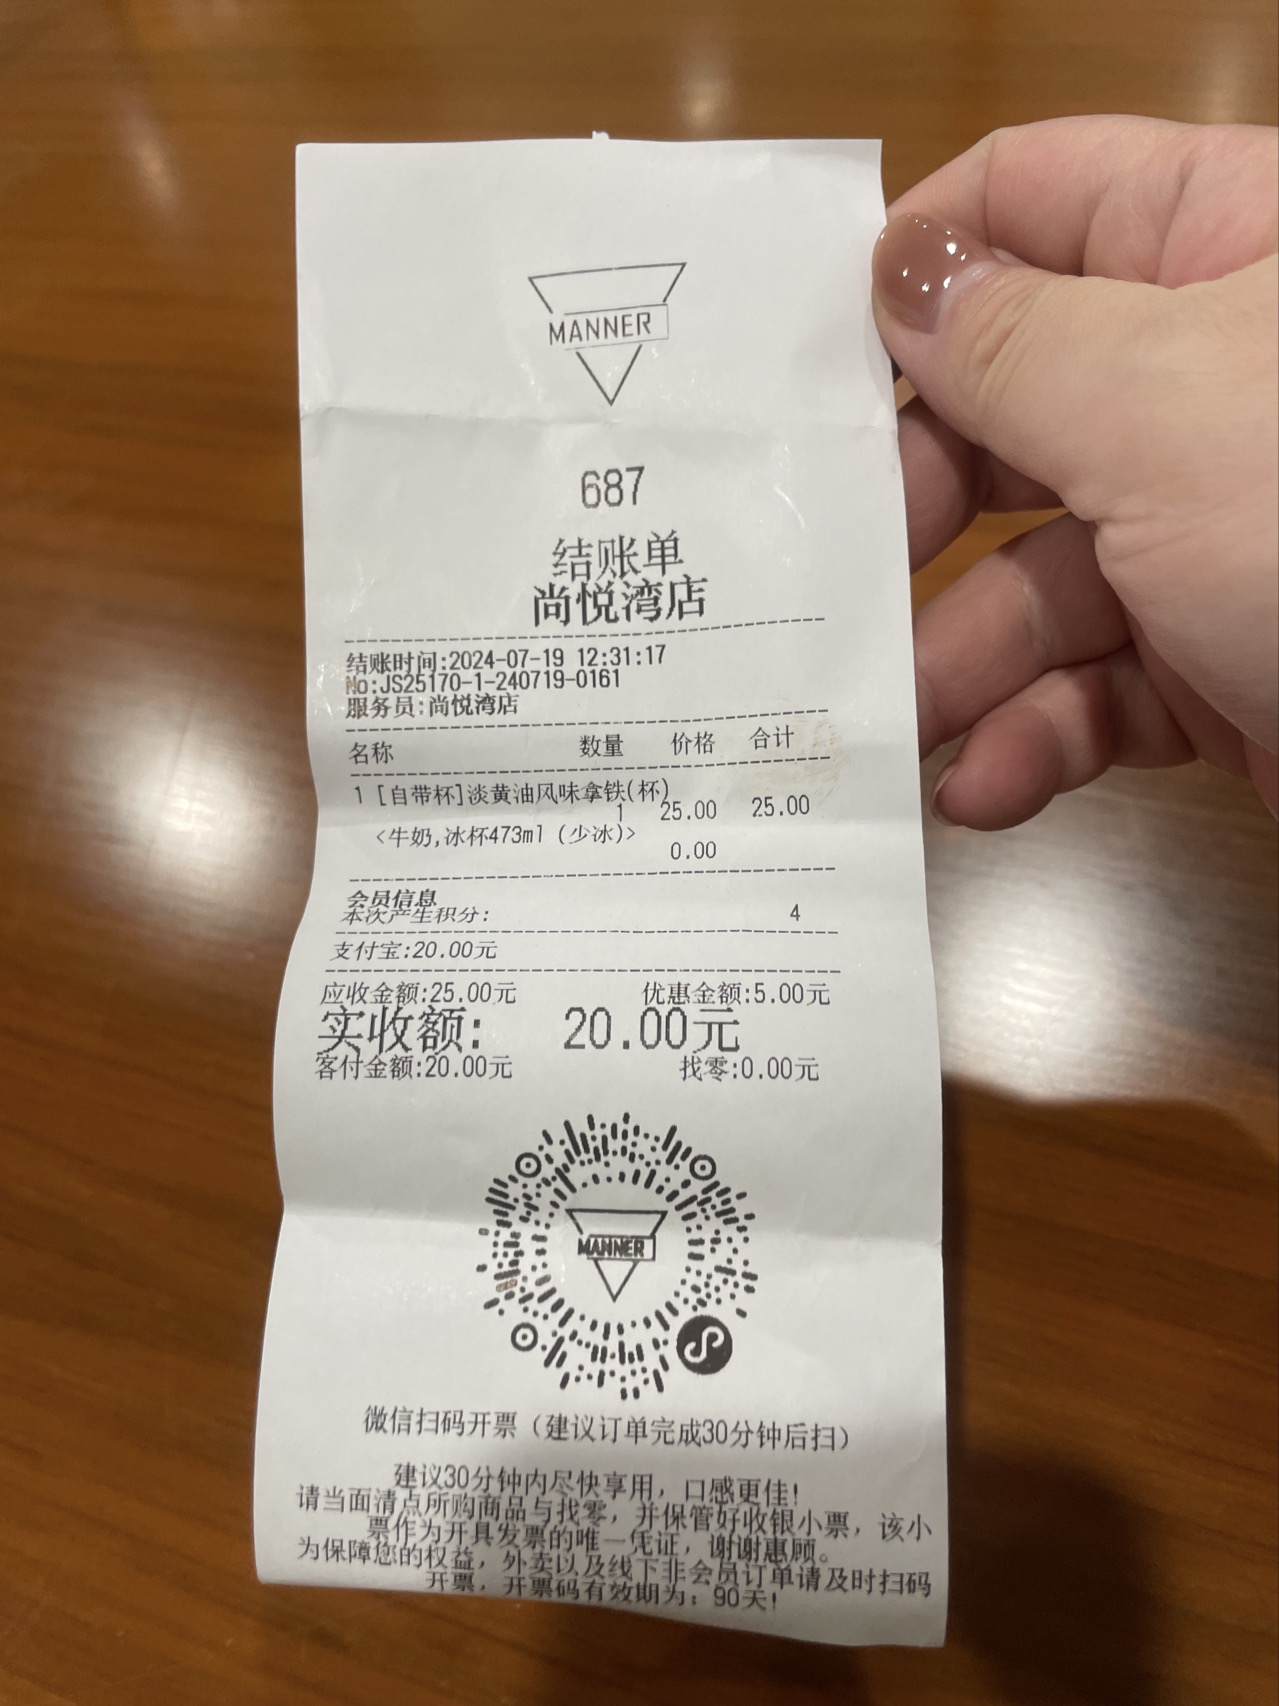 MANNER
687
结账单
尚悦湾店
结账时间:2024-07-19 12:31:17
No:JS25170-1-240719-0161
服务员:尚悦湾店
名称 数量 价格 合计
1 [自带杯]淡黄油风味拿铁(杯)
1 25.00 25.00
<牛奶,冰杯473ml (少冰)>
0.00
会员信息
本次产生积分: 4
支付宝:20.00元
应收金额:25.00元 优惠金额:5.00元
实收额: 20.00元
客付金额:20.00元 找零:0.00元
MANNER
微信扫码开票（建议订单完成30分钟后扫）
建议30分钟内尽快享用，口感更佳！
请当面清点所购商品与找零，并保管好收银小票，该小
票作为开具发票的唯一凭证，谢谢惠顾。
为保障您的权益，外卖以及线下非会员订单请及时扫码
开票，开票码有效期为：90天！